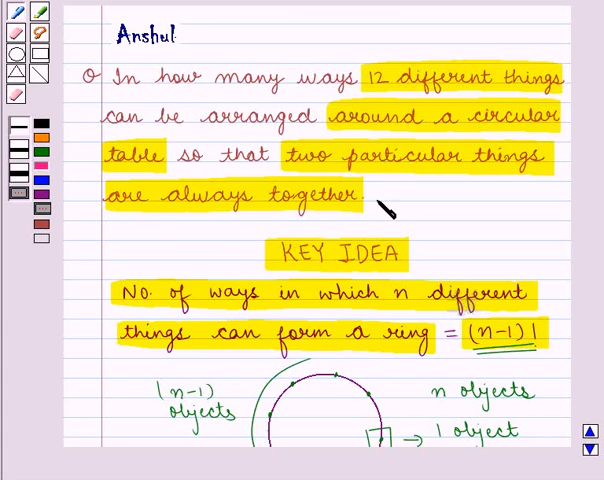 Anshul
Q In how many ways 12 different things
can be arranged around a circular
table so that two particular things
are always together.
KEY IDEA
No. of ways in which n different
things can form a ring = (n-1)!
(n-1) n objects
objects
1 object